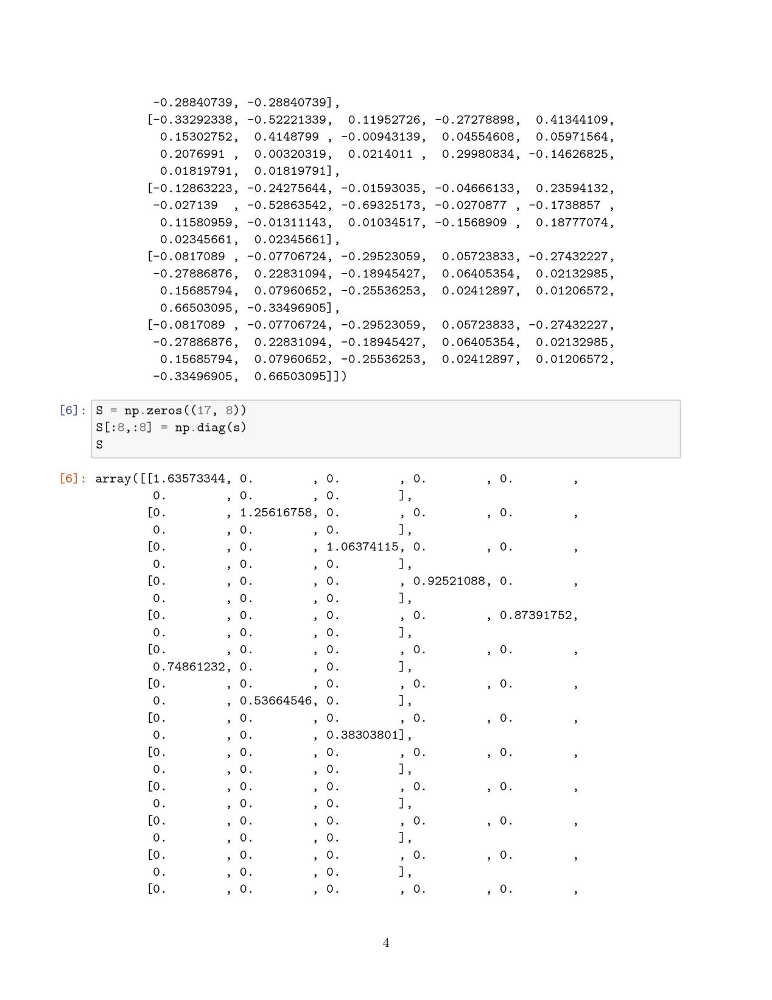 -0.28840739, -0.28840739],
[-0.33292338, -0.52221339,  0.11952726, -0.27278898,  0.41344109,
0.15302752,  0.4148799 , -0.00943139,  0.04554608,  0.05971564,
0.2076991 ,  0.00320319,  0.0214011 ,  0.29980834, -0.14626825,
0.01819791,  0.01819791],
[-0.12863223, -0.24275644, -0.01593035, -0.04666133,  0.23594132,
-0.027139  , -0.52863542, -0.69325173, -0.0270877 , -0.1738857 ,
0.11580959, -0.01311143,  0.01034517, -0.1568909 ,  0.18777074,
0.02345661,  0.02345661],
[-0.0817089 , -0.07706724, -0.29523059,  0.05723833, -0.27432227,
-0.27886876,  0.22831094, -0.18945427,  0.06405354,  0.02132985,
0.15685794,  0.07960652, -0.25536253,  0.02412897,  0.01206572,
0.66503095, -0.33496905],
[-0.0817089 , -0.07706724, -0.29523059,  0.05723833, -0.27432227,
-0.27886876,  0.22831094, -0.18945427,  0.06405354,  0.02132985,
0.15685794,  0.07960652, -0.25536253,  0.02412897,  0.01206572,
-0.33496905,  0.66503095]])
[6]: S = np.zeros((17, 8))
S[:8,:8] = np.diag(s)
S
[6]: array([[1.63573344, 0.        , 0.        , 0.        , 0.        ,
0.        , 0.        , 0.        ],
[0.        , 1.25616758, 0.        , 0.        , 0.        ,
0.        , 0.        , 0.        ],
[0.        , 0.        , 1.06374115, 0.        , 0.        ,
0.        , 0.        , 0.        ],
[0.        , 0.        , 0.        , 0.92521088, 0.        ,
0.        , 0.        , 0.        ],
[0.        , 0.        , 0.        , 0.        , 0.87391752,
0.        , 0.        , 0.        ],
[0.        , 0.        , 0.        , 0.        , 0.        ,
0.74861232, 0.        , 0.        ],
[0.        , 0.        , 0.        , 0.        , 0.        ,
0.        , 0.53664546, 0.        ],
[0.        , 0.        , 0.        , 0.        , 0.        ,
0.        , 0.        , 0.38303801],
[0.        , 0.        , 0.        , 0.        , 0.        ,
0.        , 0.        , 0.        ],
[0.        , 0.        , 0.        , 0.        , 0.        ,
0.        , 0.        , 0.        ],
[0.        , 0.        , 0.        , 0.        , 0.        ,
0.        , 0.        , 0.        ],
[0.        , 0.        , 0.        , 0.        , 0.        ,
0.        , 0.        , 0.        ],
[0.        , 0.        , 0.        , 0.        , 0.        ,
4